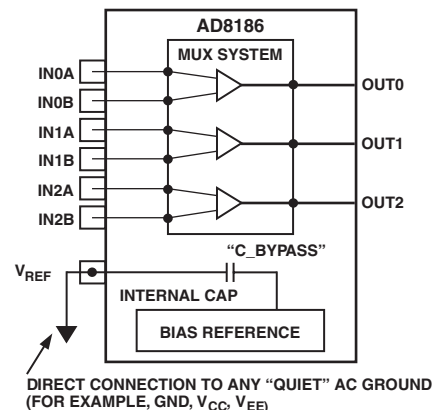 AD8186
MUX SYSTEM
IN0A
IN0B
IN1A
IN1B
IN2A
IN2B
OUT0
OUT1
OUT2
"C_BYPASS"
VREF
INTERNAL CAP
BIAS REFERENCE
DIRECT CONNECTION TO ANY "QUIET" AC GROUND
(FOR EXAMPLE, GND, VCC, VEE)